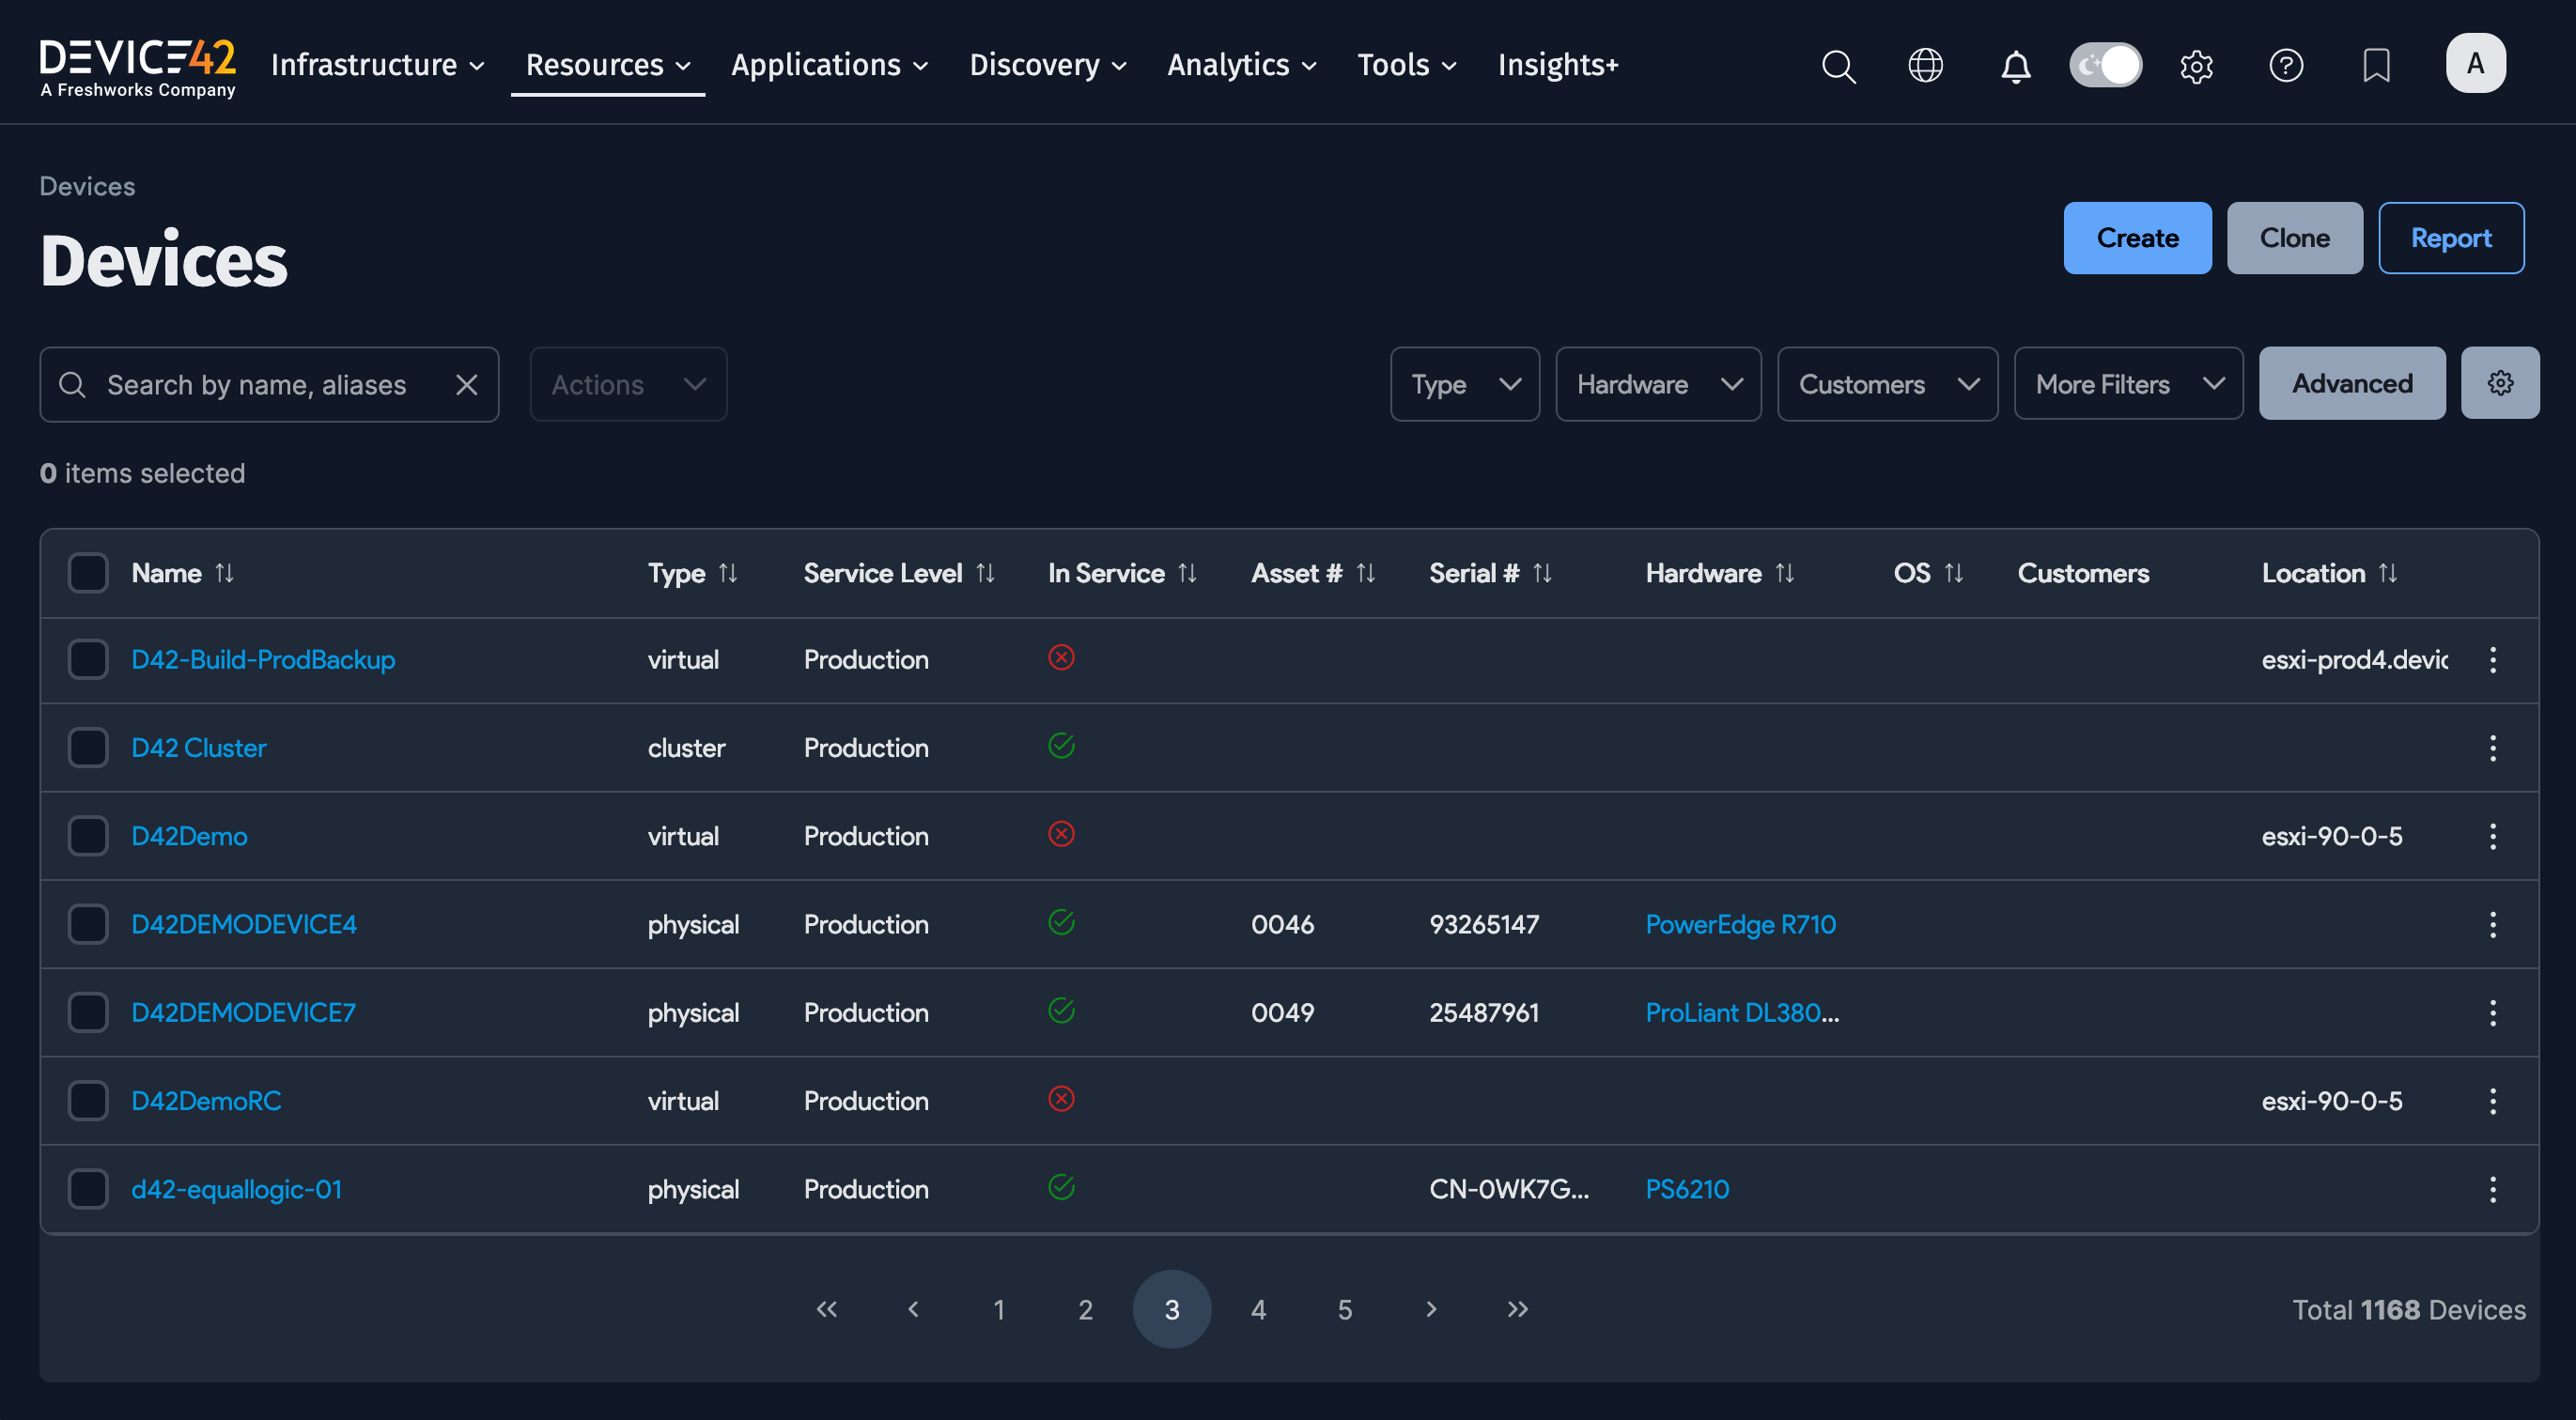 DEVICE42
A Freshworks Company
Infrastructure Resources Applications Discovery Analytics Tools Insights+
A
Devices
Devices
Create Clone Report
Search by name, aliases Actions Type Hardware Customers More Filters Advanced
0 items selected
Name Type Service Level In Service Asset # Serial # Hardware OS Customers Location
D42-Build-ProdBackup virtual Production esxi-prod4.devic
D42 Cluster cluster Production
D42Demo virtual Production esxi-90-0-5
D42DEMODEVICE4 physical Production 0046 93265147 PowerEdge R710
D42DEMODEVICE7 physical Production 0049 25487961 ProLiant DL380...
D42DemoRC virtual Production esxi-90-0-5
d42-equallogic-01 physical Production CN-0WK7G... PS6210
« ‹ 1 2 3 4 5 › » Total 1168 Devices